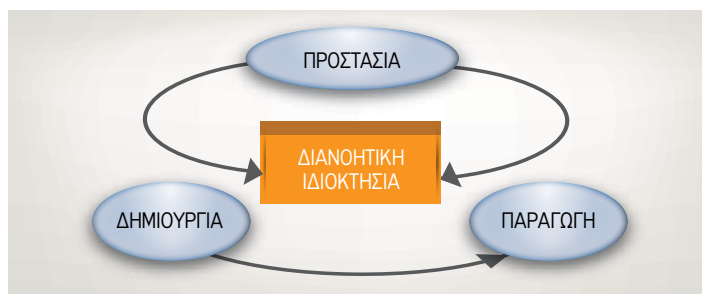 ΠΡΟΣΤΑΣΙΑ
ΔΙΑΝΟΗΤΙΚΗ
ΙΔΙΟΚΤΗΣΙΑ
ΔΗΜΙΟΥΡΓΙΑ
ΠΑΡΑΓΩΓΗ